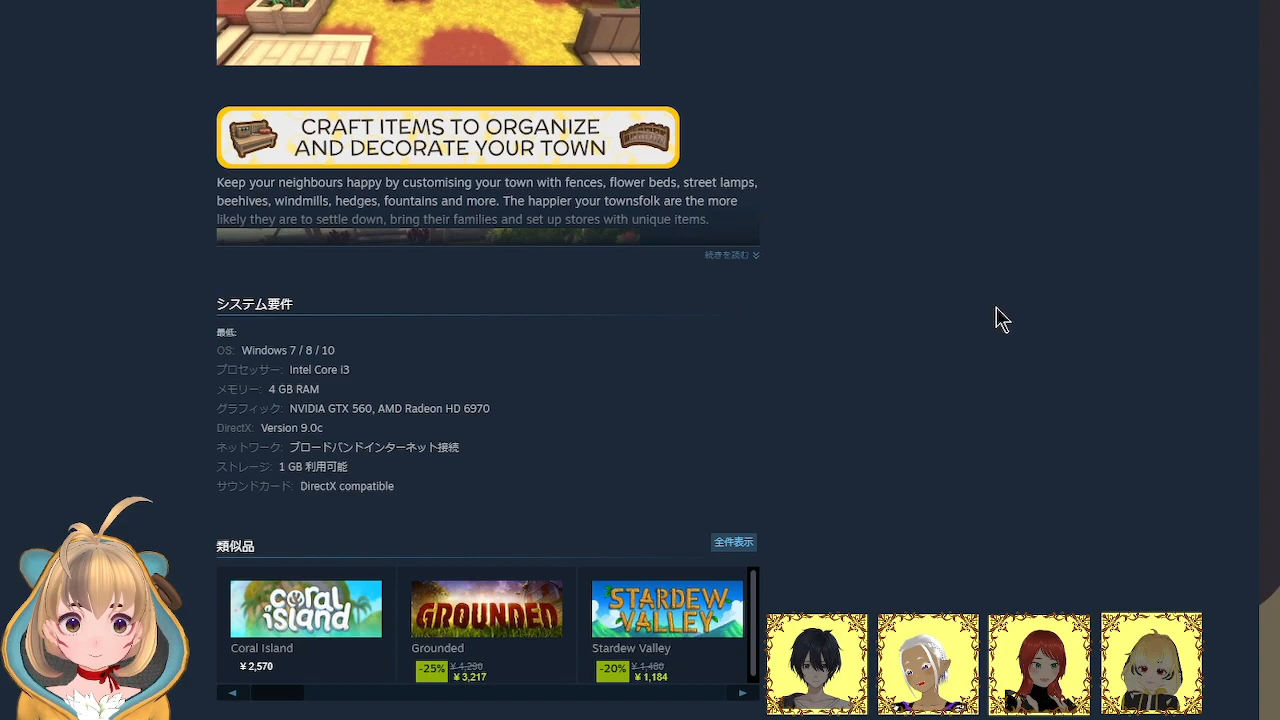 CRAFT ITEMS TO ORGANIZE
AND DECORATE YOUR TOWN
Keep your neighbours happy by customising your town with fences, flower beds, street lamps,
beehives, windmills, hedges, fountains and more. The happier your townsfolk are the more
likely they are to settle down, bring their families and set up stores with unique items.
続きを読む
システム要件
最低:
OS: Windows 7 / 8 / 10
プロセッサー: Intel Core i3
メモリー: 4 GB RAM
グラフィック: NVIDIA GTX 560, AMD Radeon HD 6970
DirectX: Version 9.0c
ネットワーク: ブロードバンドインターネット接続
ストレージ: 1 GB 利用可能
サウンドカード: DirectX compatible
類似品
全件表示
coral island
GROUNDED
STARDEW VALLEY
Coral Island
Grounded
Stardew Valley
¥ 2,570
-25% ¥ 4,290 ¥ 3,217
-20% ¥ 1,480 ¥ 1,184